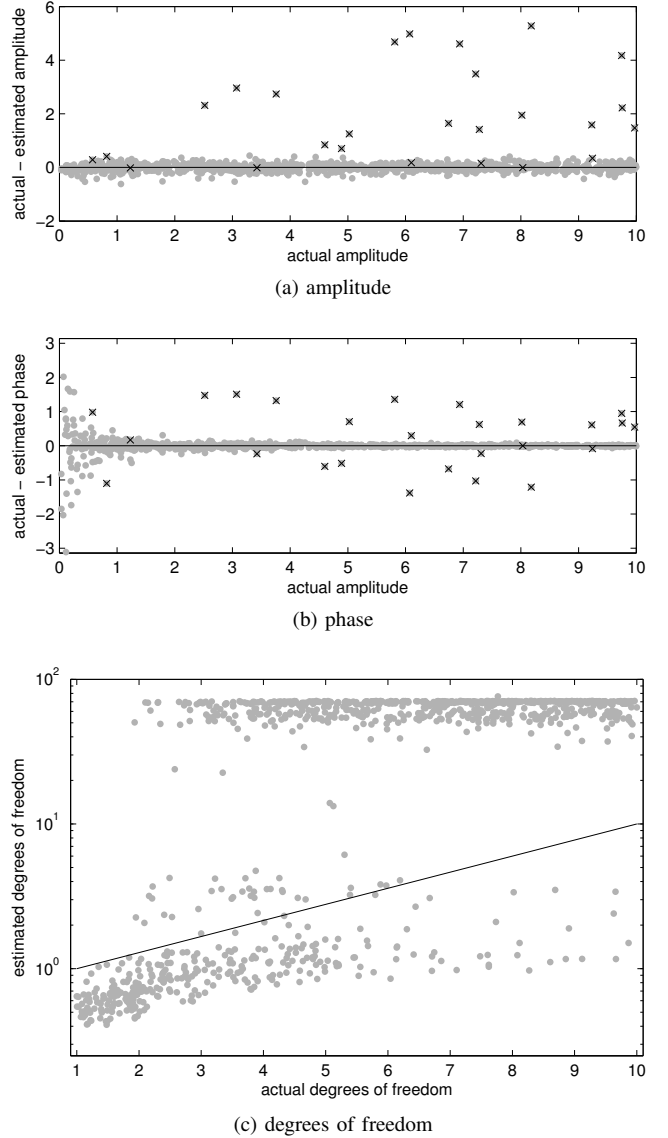 6
4
2
0
−2
actual − estimated amplitude
0 1 2 3 4 5 6 7 8 9 10
actual amplitude
(a) amplitude
3
2
1
0
−1
−2
−3
actual − estimated phase
0 1 2 3 4 5 6 7 8 9 10
actual amplitude
(b) phase
10²
10¹
10⁰
estimated degrees of freedom
1 2 3 4 5 6 7 8 9 10
actual degrees of freedom
(c) degrees of freedom